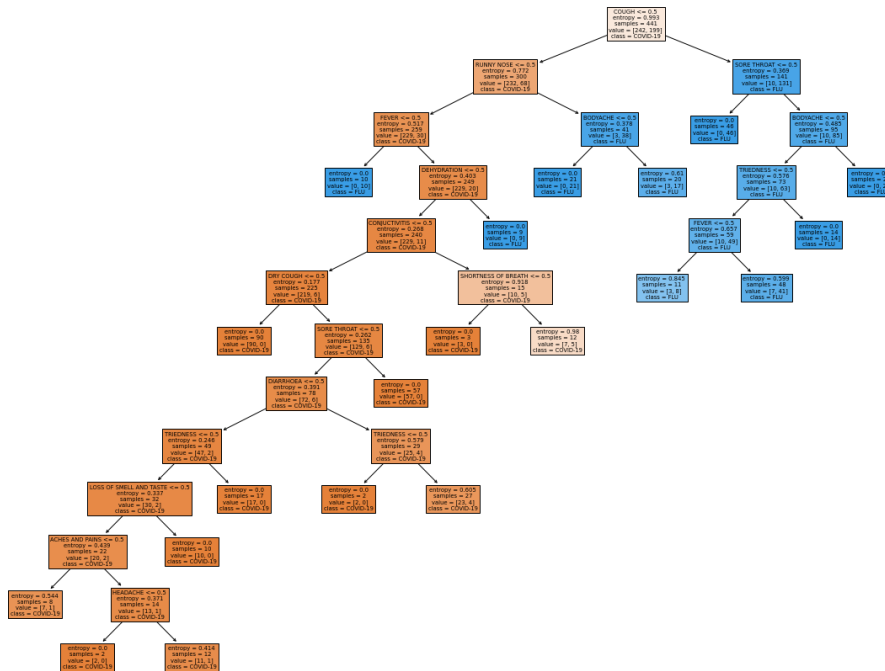 COUGH <= 0.5
entropy = 0.993
samples = 441
value = [242, 199]
class = COVID-19
RUNNY NOSE <= 0.5
entropy = 0.772
samples = 300
value = [232, 68]
class = COVID-19
SORE THROAT <= 0.5
entropy = 0.369
samples = 141
value = [10, 131]
class = FLU
FEVER <= 0.5
entropy = 0.517
samples = 259
value = [229, 30]
class = COVID-19
BODYACHE <= 0.5
entropy = 0.378
samples = 41
value = [3, 38]
class = FLU
entropy = 0.0
samples = 46
value = [0, 46]
class = FLU
BODYACHE <= 0.5
entropy = 0.485
samples = 95
value = [10, 85]
class = FLU
entropy = 0.0
samples = 10
value = [0, 10]
class = FLU
DEHYDRATION <= 0.5
entropy = 0.403
samples = 249
value = [229, 20]
class = COVID-19
entropy = 0.0
samples = 21
value = [0, 21]
class = FLU
entropy = 0.61
samples = 20
value = [3, 17]
class = FLU
TRIEDNESS <= 0.5
entropy = 0.576
samples = 73
value = [10, 63]
class = FLU
class = FLU
CONJUCTIVITIS <= 0.5
entropy = 0.268
samples = 240
value = [229, 11]
class = COVID-19
entropy = 0.0
samples = 9
value = [0, 9]
class = FLU
FEVER <= 0.5
entropy = 0.657
samples = 59
value = [10, 49]
class = FLU
entropy = 0.0
samples = 14
value = [0, 14]
class = FLU
DRY COUGH <= 0.5
entropy = 0.177
samples = 225
value = [219, 6]
class = COVID-19
SHORTNESS OF BREATH <= 0.5
entropy = 0.918
samples = 15
value = [10, 5]
class = COVID-19
entropy = 0.845
samples = 11
value = [3, 8]
class = FLU
entropy = 0.599
samples = 48
value = [7, 41]
class = FLU
entropy = 0.0
samples = 90
value = [90, 0]
class = COVID-19
SORE THROAT <= 0.5
entropy = 0.262
samples = 135
value = [129, 6]
class = COVID-19
entropy = 0.0
samples = 3
value = [3, 0]
class = COVID-19
entropy = 0.98
samples = 12
value = [7, 5]
class = COVID-19
DIARRHOEA <= 0.5
entropy = 0.391
samples = 78
value = [72, 6]
class = COVID-19
entropy = 0.0
samples = 57
value = [57, 0]
class = COVID-19
TRIEDNESS <= 0.5
entropy = 0.246
samples = 49
value = [47, 2]
class = COVID-19
TRIEDNESS <= 0.5
entropy = 0.579
samples = 29
value = [25, 4]
class = COVID-19
LOSS OF SMELL AND TASTE <= 0.5
entropy = 0.337
samples = 32
value = [30, 2]
class = COVID-19
entropy = 0.0
samples = 17
value = [17, 0]
class = COVID-19
entropy = 0.0
samples = 2
value = [2, 0]
class = COVID-19
entropy = 0.605
samples = 27
value = [23, 4]
class = COVID-19
ACHES AND PAINS <= 0.5
entropy = 0.439
samples = 22
value = [20, 2]
class = COVID-19
entropy = 0.0
samples = 10
value = [10, 0]
class = COVID-19
entropy = 0.544
samples = 8
value = [7, 1]
class = COVID-19
HEADACHE <= 0.5
entropy = 0.371
samples = 14
value = [13, 1]
class = COVID-19
entropy = 0.0
samples = 2
value = [2, 0]
class = COVID-19
entropy = 0.414
samples = 12
value = [11, 1]
class = COVID-19